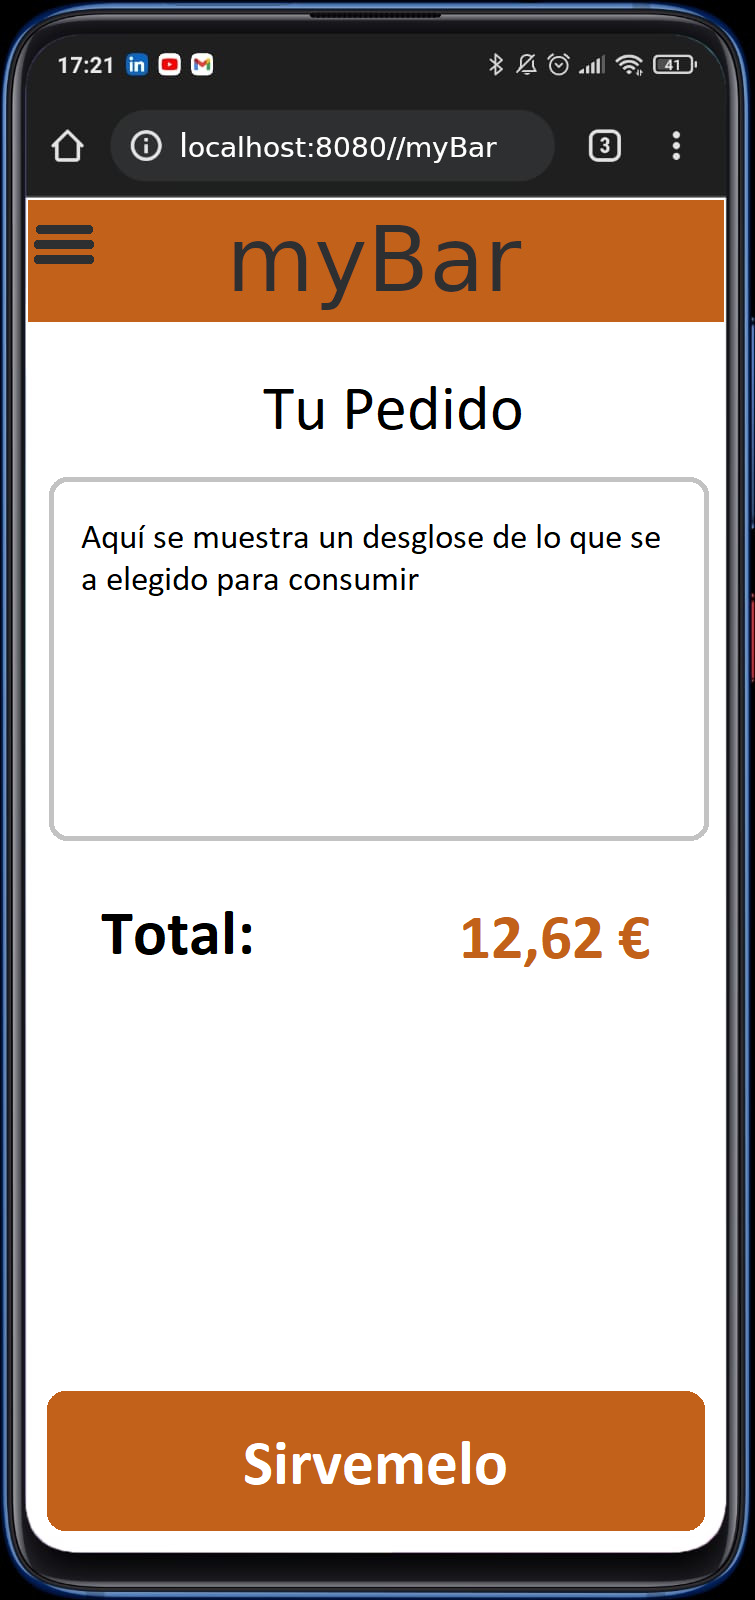 17:21
41
localhost:8080//myBar
3
myBar
Tu Pedido
Aquí se muestra un desglose de lo que se
a elegido para consumir
Total:
12,62 €
Sirvemelo